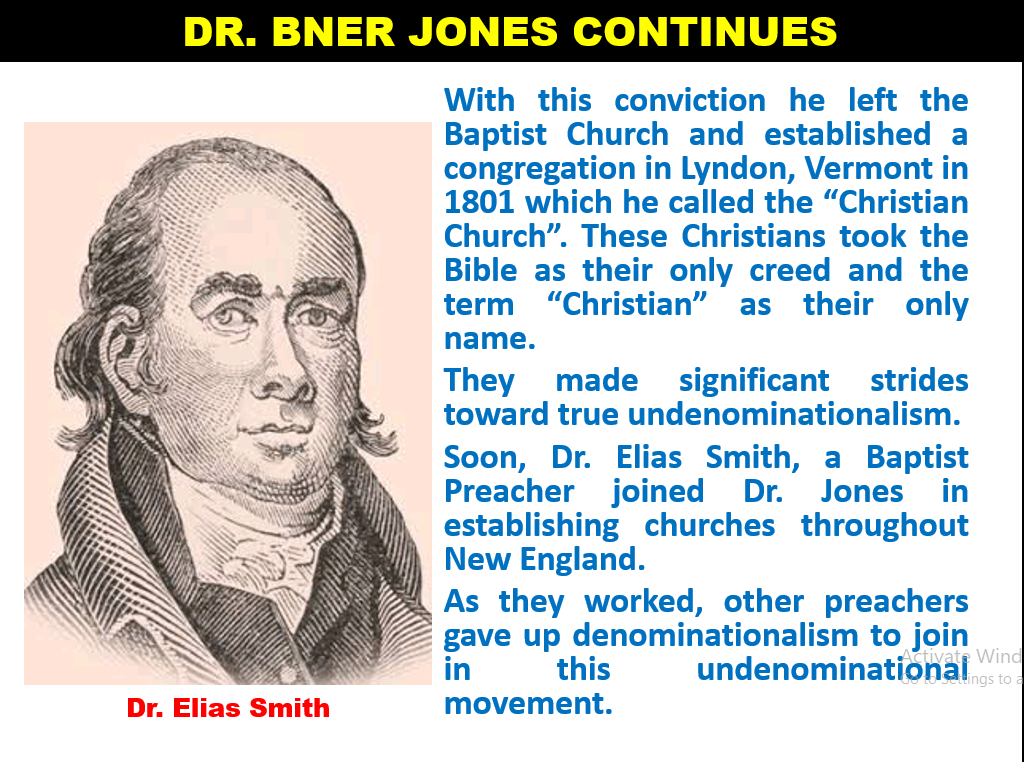 DR. BNER JONES CONTINUES
With this conviction he left the
Baptist Church and established a
congregation in Lyndon, Vermont in
1801 which he called the “Christian
Church”. These Christians took the
Bible as their only creed and the
term “Christian” as their only
name.
They made significant strides
toward true undenominationalism.
Soon, Dr. Elias Smith, a Baptist
Preacher joined Dr. Jones in
establishing churches throughout
New England.
As they worked, other preachers
gave up denominationalism to join
in this undenominational
movement.
Dr. Elias Smith
Activate Wind
Go to Settings to a